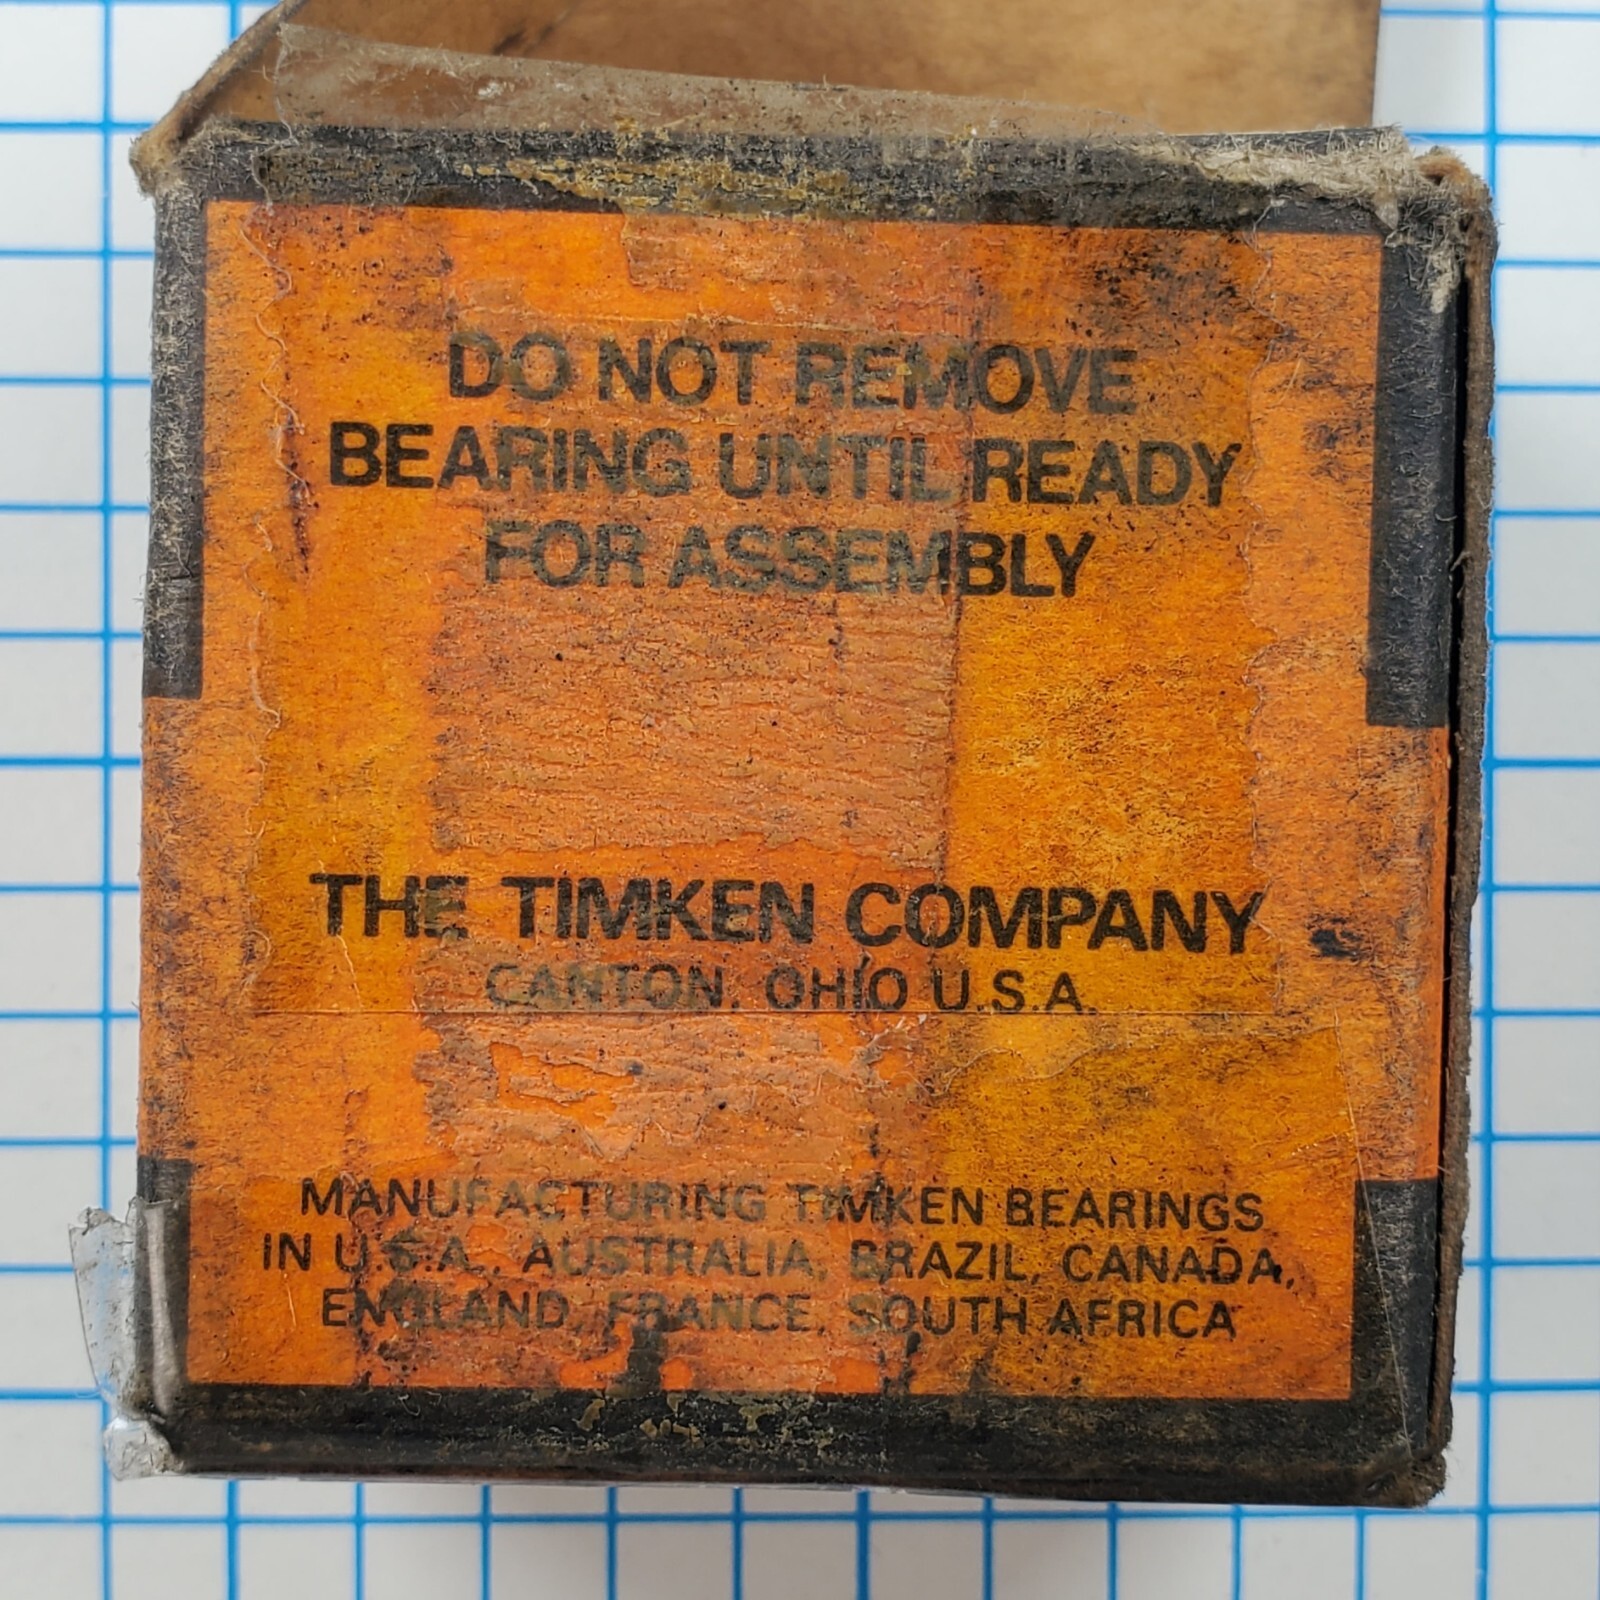 DO NOT REMOVE
BEARING UNTIL READY
FOR ASSEMBLY
THE TIMKEN COMPANY
CANTON, OHIO U.S.A.
MANUFACTURING TIMKEN BEARINGS
IN U.S.A., AUSTRALIA, BRAZIL, CANADA,
ENGLAND, FRANCE, SOUTH AFRICA